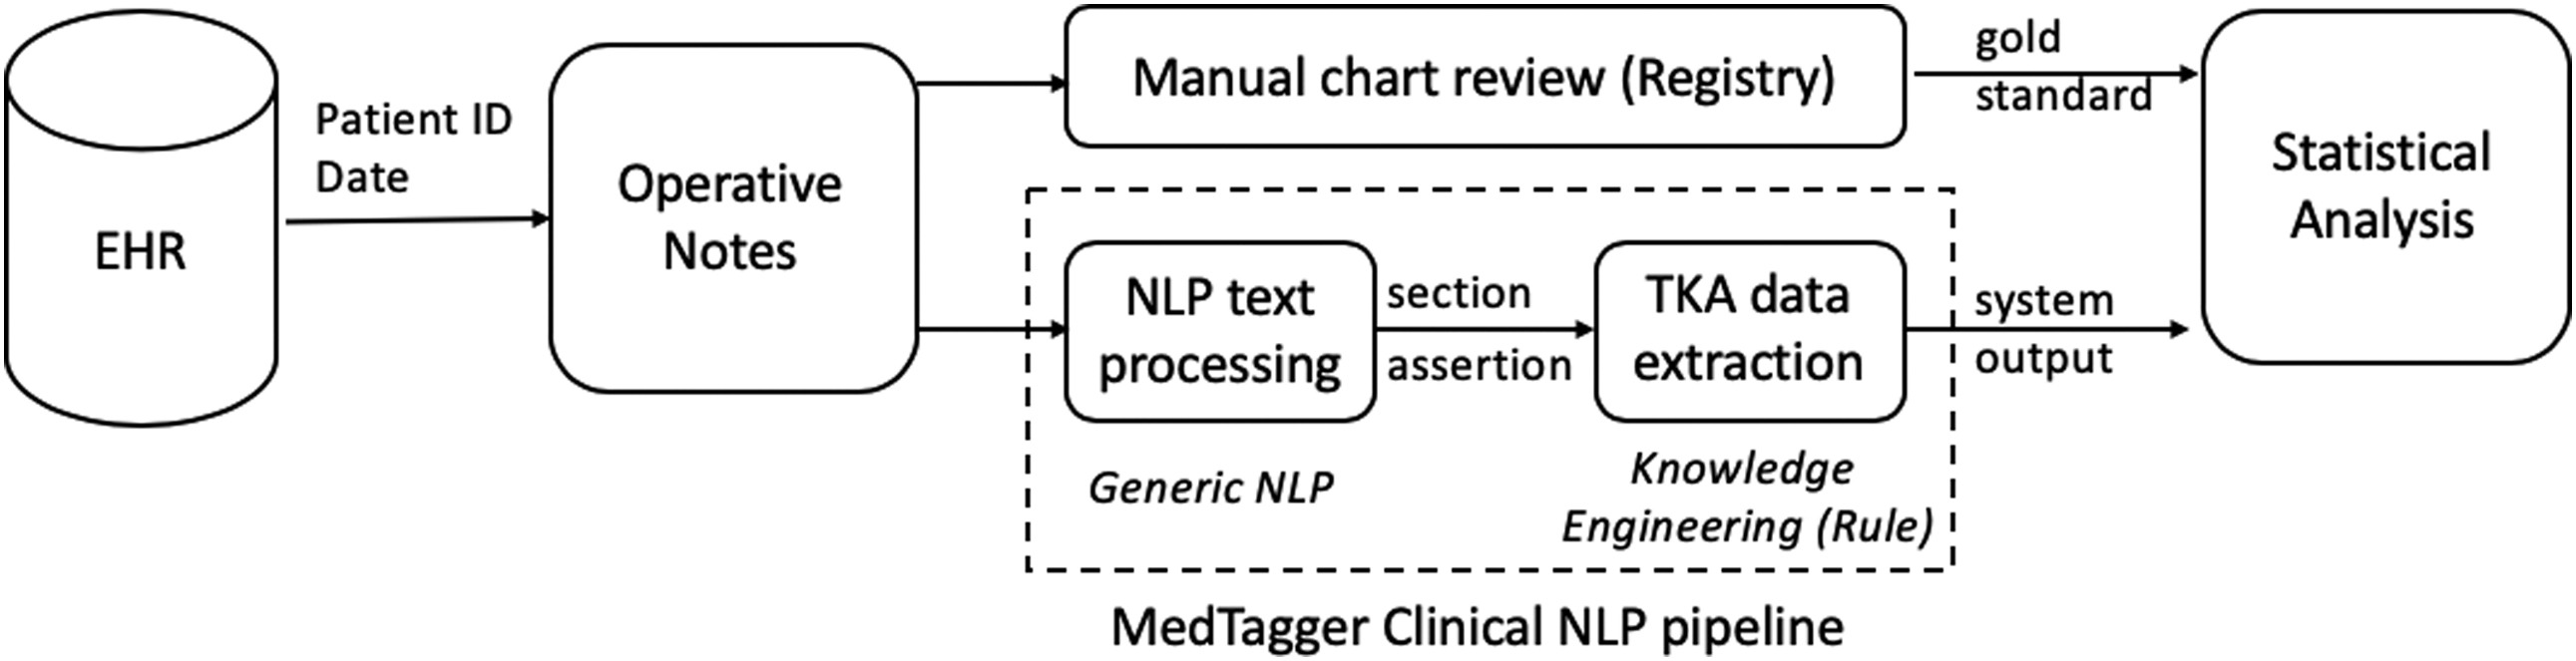 EHR
Patient ID
Date
Operative
Notes
Manual chart review (Registry)
gold
standard
NLP text
processing
section
assertion
TKA data
extraction
system
output
Statistical
Analysis
Generic NLP
Knowledge
Engineering (Rule)
MedTagger Clinical NLP pipeline